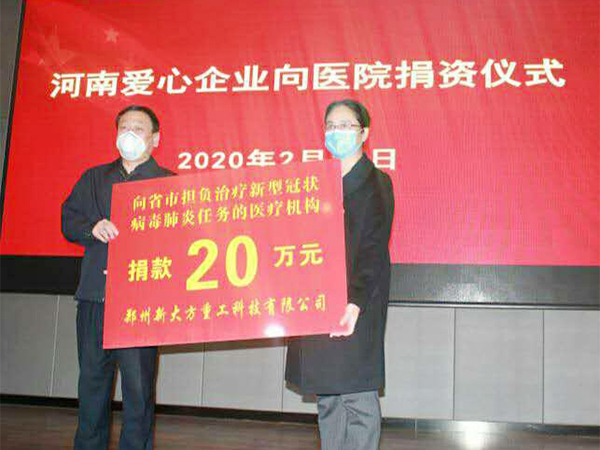 河南爱心企业向医院捐资仪式
2020年2月 日
向省市担负治疗新型冠状
病毒肺炎任务的医疗机构
捐款 20 万元
郑州新大方重工科技有限公司